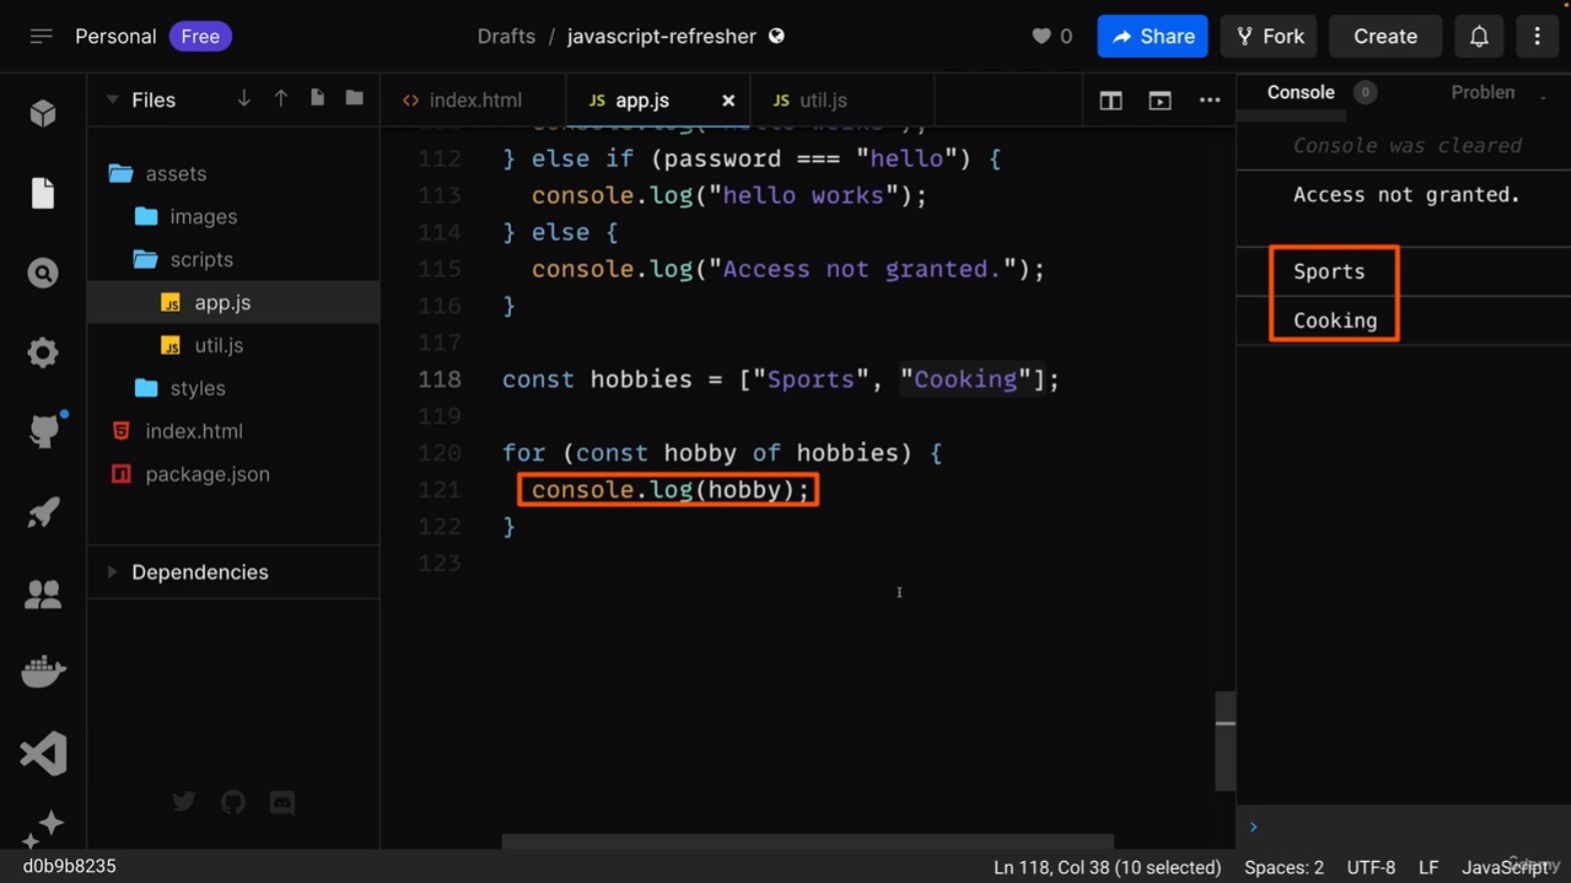 Personal Free Drafts / javascript-refresher 0 Share Fork Create
Files
assets
images
scripts
app.js
util.js
styles
index.html
package.json
Dependencies
index.html JS app.js JS util.js
112 } else if (password === "hello") {
113 console.log("hello works");
114 } else {
115 console.log("Access not granted.");
116 }
117
118 const hobbies = ["Sports", "Cooking"];
119
120 for (const hobby of hobbies) {
121 console.log(hobby);
122 }
123
Console 0 Problem
Console was cleared
Access not granted.
Sports
Cooking
d0b9b8235 Ln 118, Col 38 (10 selected) Spaces: 2 UTF-8 LF JavaScript